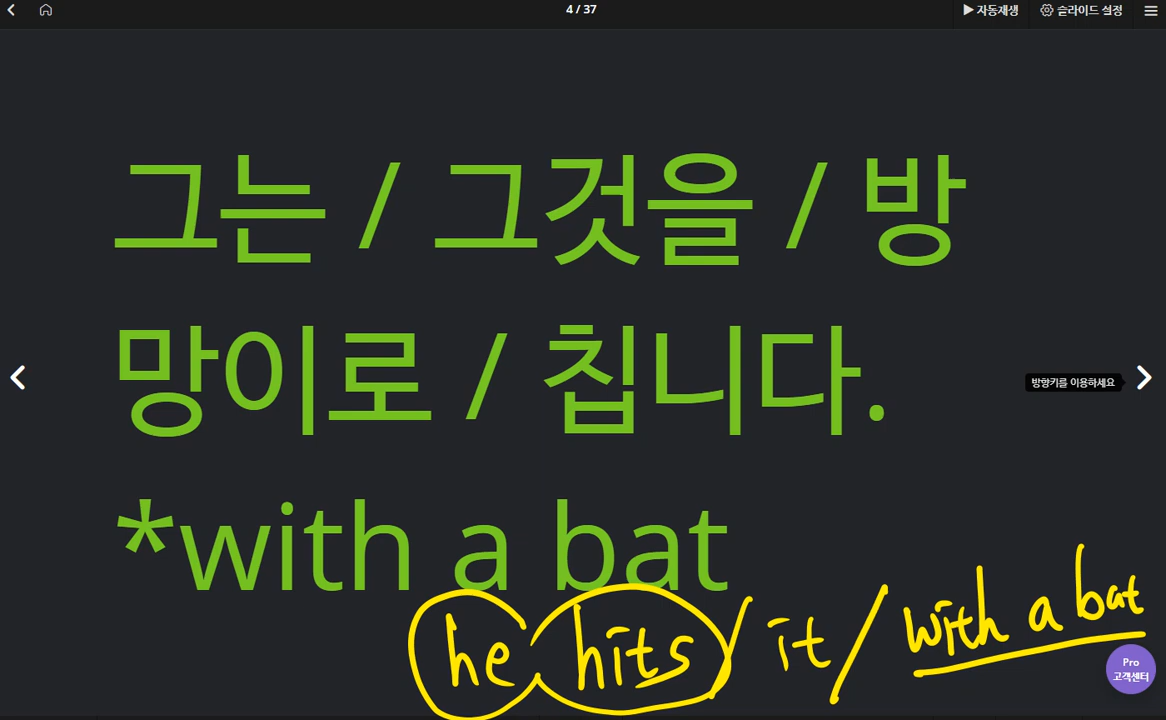 4 / 37
자동재생
슬라이드 설정
그는 / 그것을 / 방
망이로 / 칩니다.
방향키를 이용하세요
*with a bat
he hits / it / with a bat
Pro
고객센터